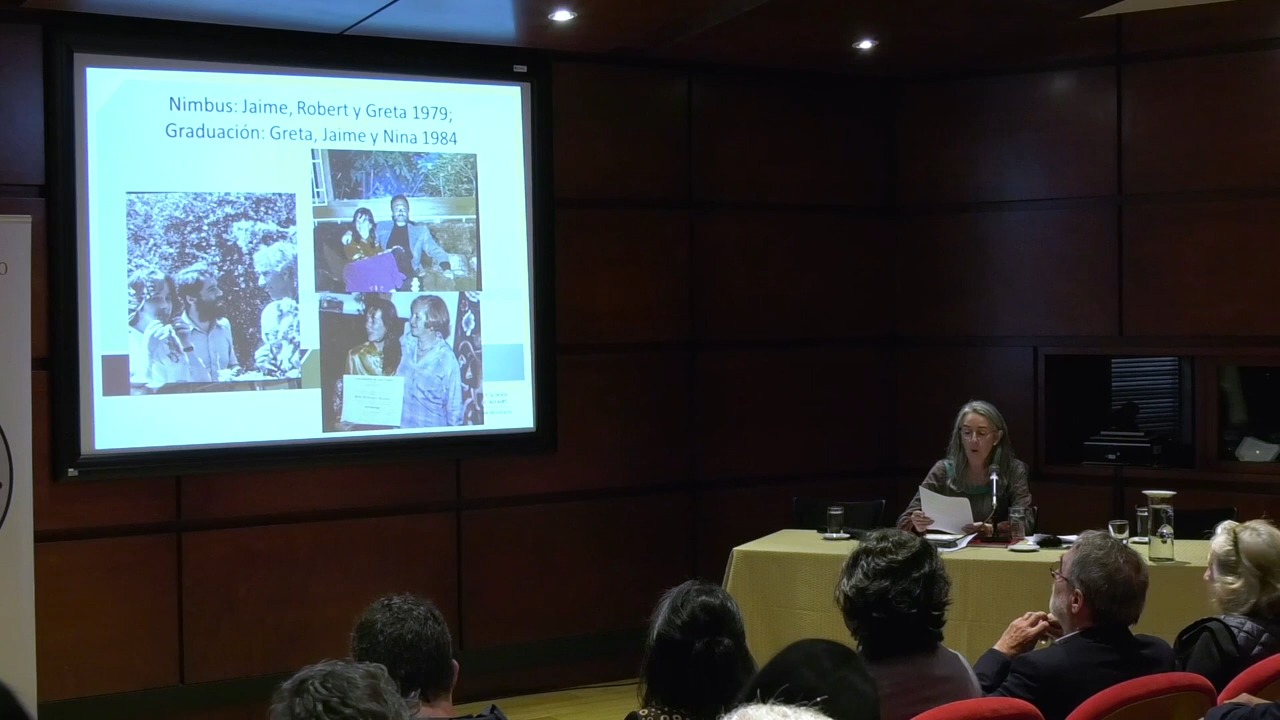 Nimbus: Jaime, Robert y Greta 1979;
Graduación: Greta, Jaime y Nina 1984